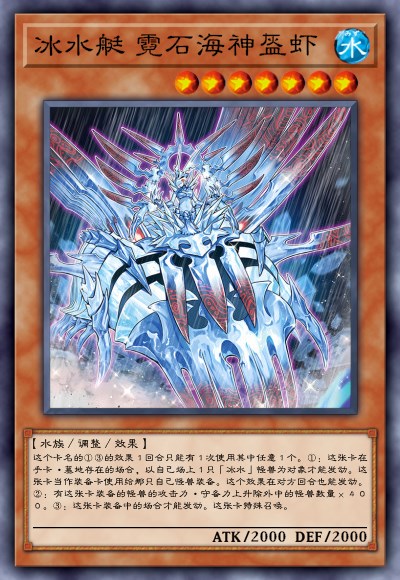 冰水艇 霓石海神盔虾
水
【水族／调整／效果】
这个卡名的①③的效果1回合只能有1次使用其中任意1个。①：这张卡在
手卡·墓地存在的场合，以自己场上1只「冰水」怪兽为对象才能发动。这张
卡当作装备卡使用给那只自己怪兽装备。这个效果在对方回合也能发动。
②：有这张卡装备的怪兽的攻击力·守备力上升除外中的怪兽数量×４０
０。③：这张卡装备中的场合才能发动。这张卡特殊召唤。
ATK/2000 DEF/2000